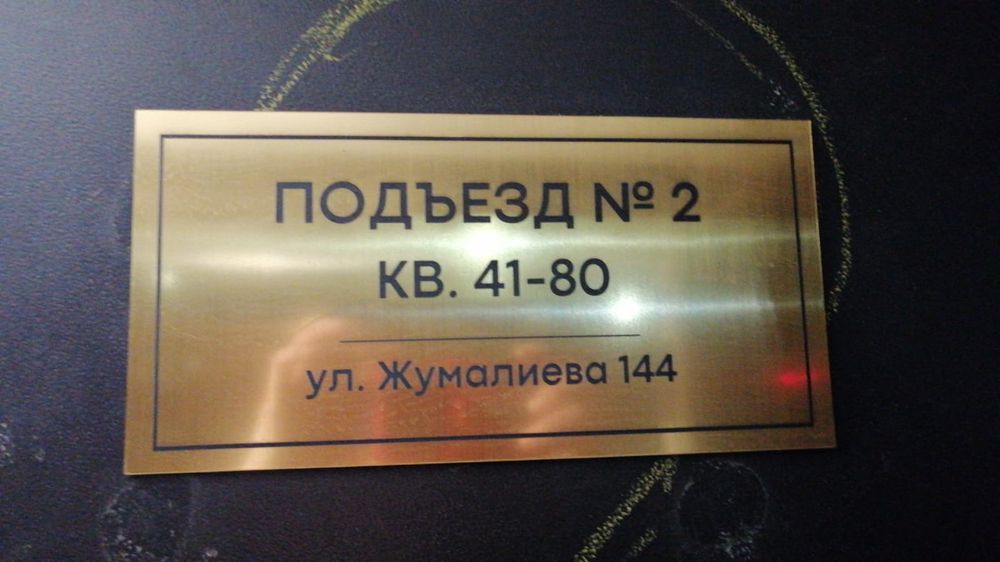 ПОДЪЕЗД № 2
КВ. 41-80
ул. Жумалиева 144